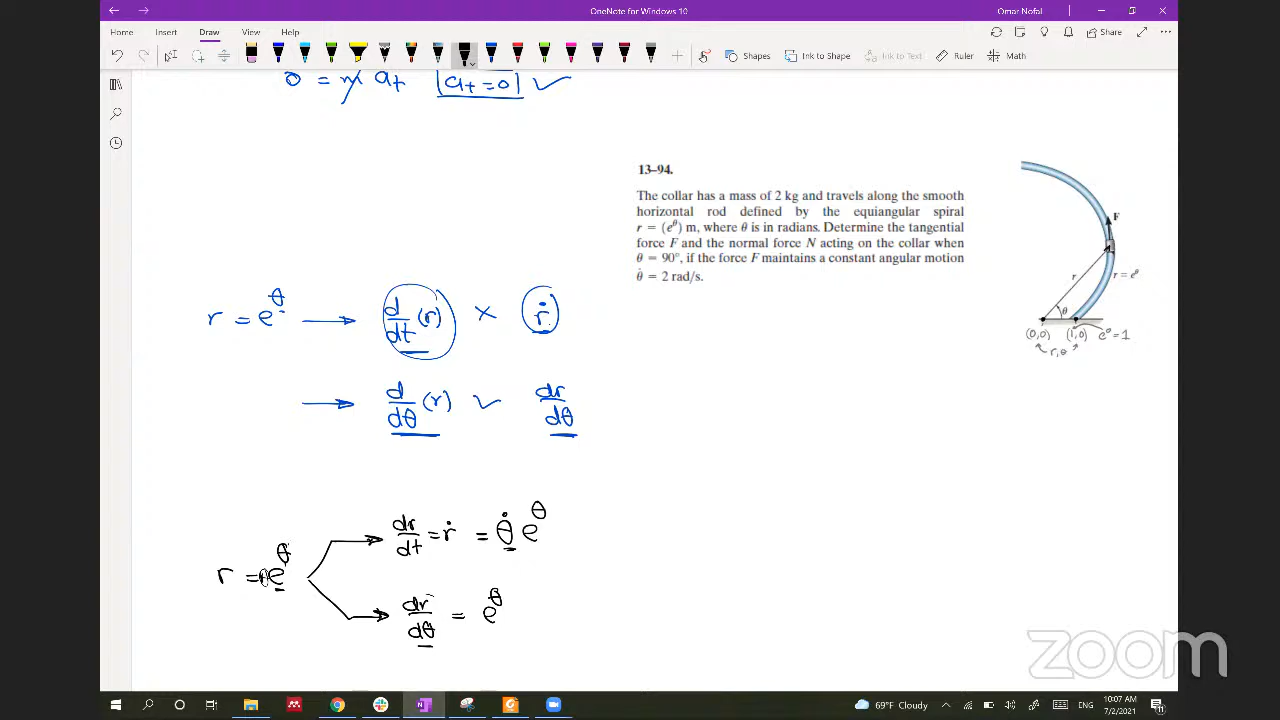 OneNote for Windows 10
Omar Nofal
Home Insert Draw View Help
Share
Shapes Ink to Shape Ink to Text Ruler Math
0 = m a_t a_t = 0 ✓
13–94.
The collar has a mass of 2 kg and travels along the smooth
horizontal rod defined by the equiangular spiral
r = (e^θ) m, where θ is in radians. Determine the tangential
force F and the normal force N acting on the collar when
θ = 90°, if the force F maintains a constant angular motion
θ̇ = 2 rad/s.
F
r
r = e^θ
θ
(0,0) (1,0) e^0 = 1
r,θ
r = e^θ → d/dt (r) × ṙ
→ d/dθ (r) ✓ dr/dθ
dr/dt = ṙ = θ̇ e^θ
r = e^θ
dr/dθ = e^θ
zoom
69°F Cloudy
ENG
10:07 AM
7/2/2021